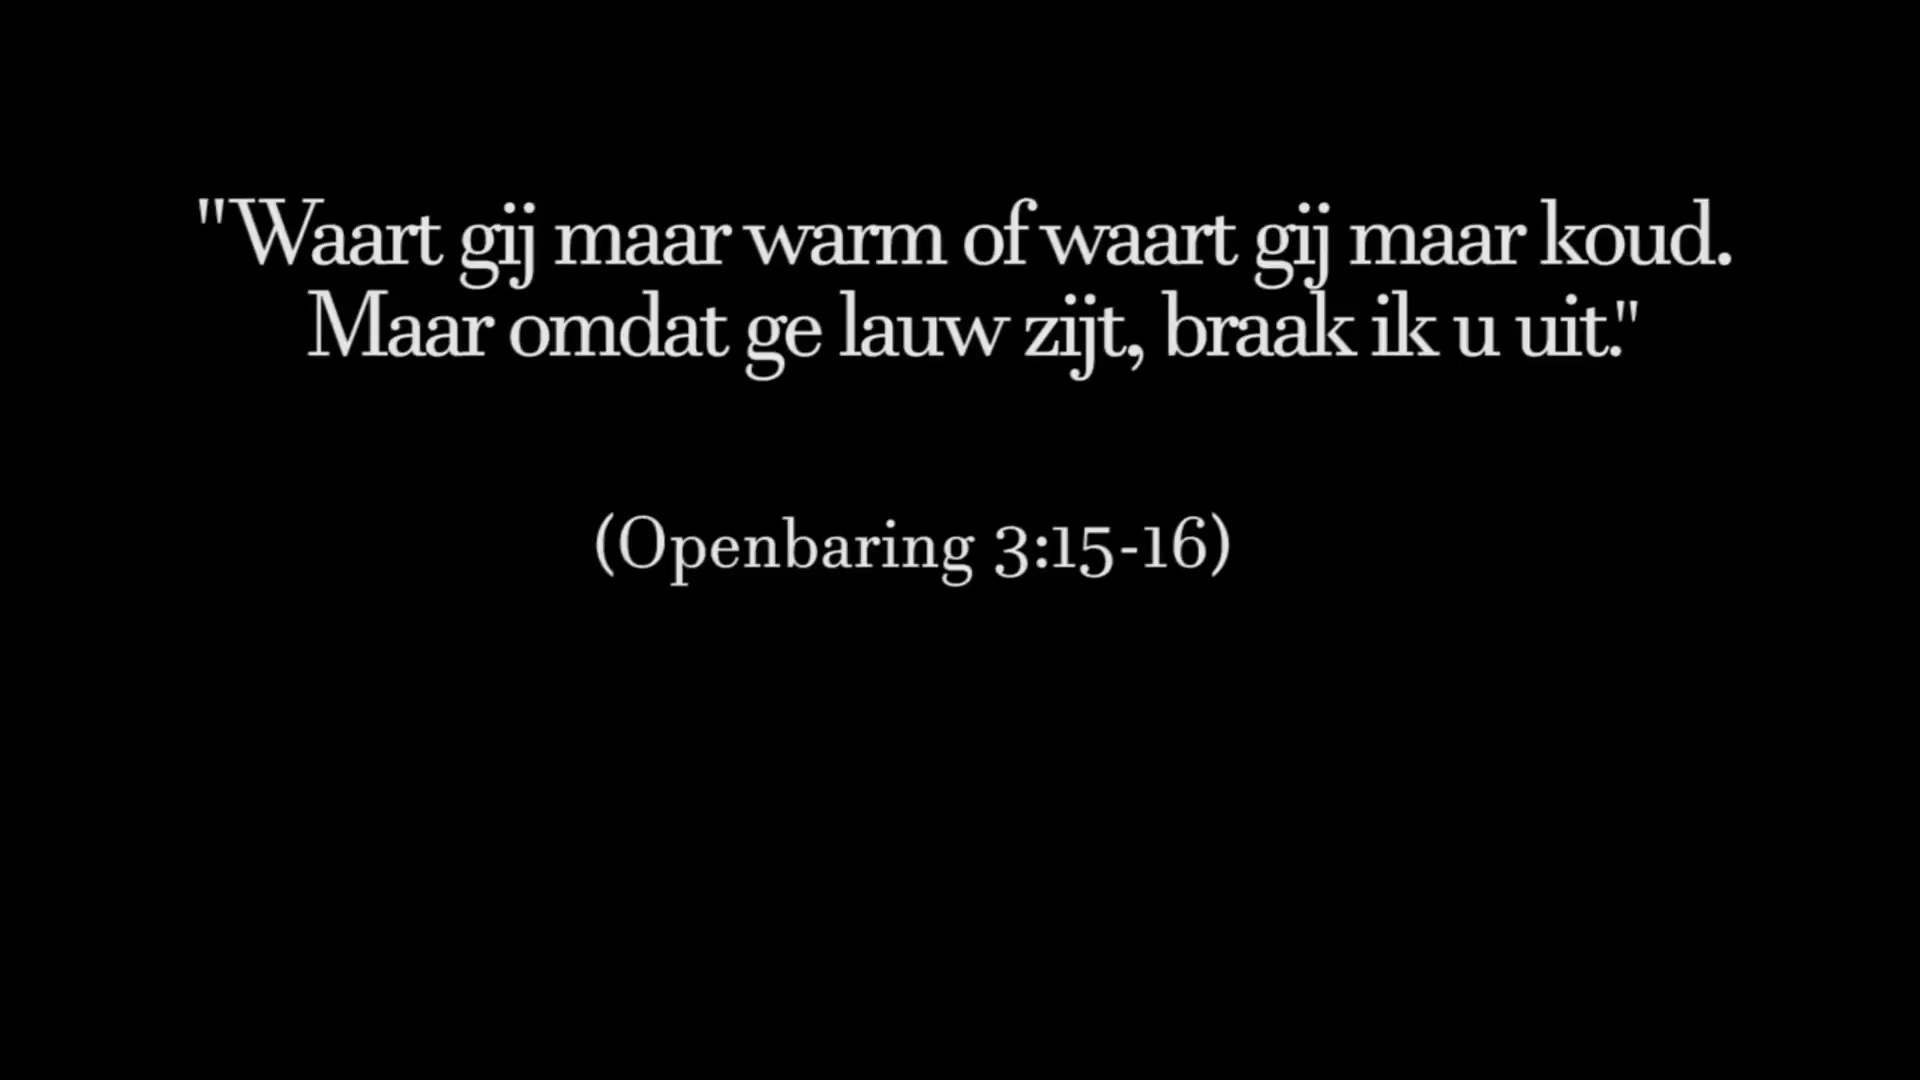 "Waart gij maar warm of waart gij maar koud.
Maar omdat ge lauw zijt, braak ik u uit."
(Openbaring 3:15-16)